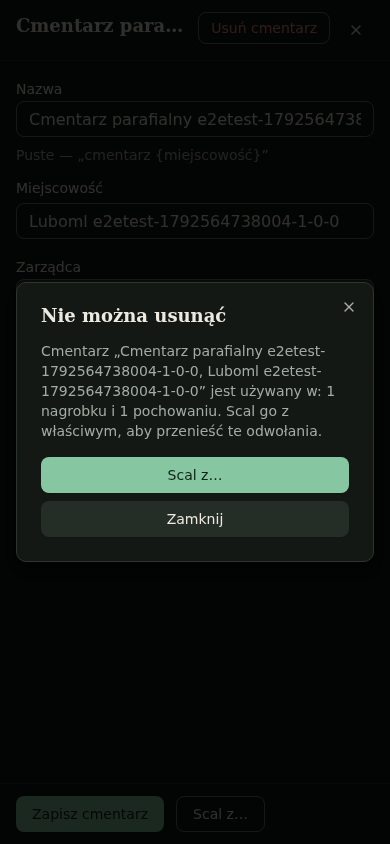 Cmentarz para...
Usuń cmentarz
×
Nazwa
Cmentarz parafialny e2etest-1792564738
Puste — „cmentarz {miejscowość}”
Miejscowość
Luboml e2etest-1792564738004-1-0-0
Zarządca
×
Nie można usunąć
Cmentarz „Cmentarz parafialny e2etest-
1792564738004-1-0-0, Luboml e2etest-
1792564738004-1-0-0” jest używany w: 1
nagrobku i 1 pochowaniu. Scal go z
właściwym, aby przenieść te odwołania.
Scal z...
Zamknij
Zapisz cmentarz
Scal z...